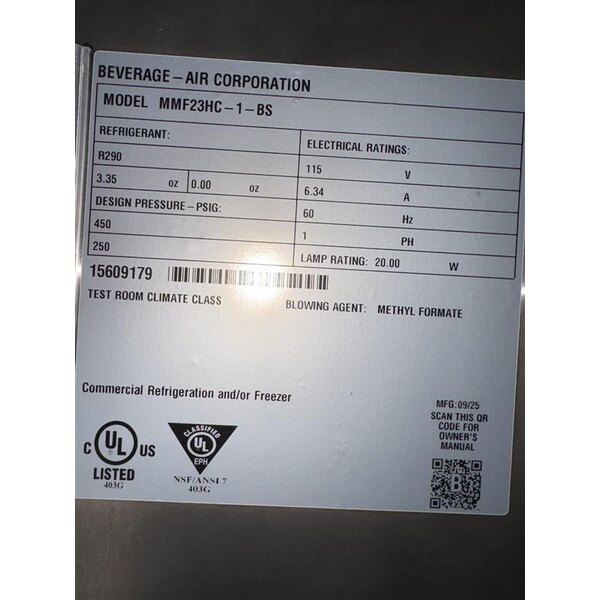 BEVERAGE-AIR CORPORATION
MODEL MMF23HC-1-BS
REFRIGERANT:
R290
3.35 oz 0.00 oz
DESIGN PRESSURE-PSIG:
450
250
ELECTRICAL RATINGS:
115 V
6.34 A
60 Hz
1 PH
LAMP RATING: 20.00 W
15609179
TEST ROOM CLIMATE CLASS
BLOWING AGENT: METHYL FORMATE
Commercial Refrigeration and/or Freezer
C UL US
LISTED
403G
CLASSIFIED
UL
EPH
NSF/ANSI 7
403G
MFG:09/25
SCAN THIS QR
CODE FOR
OWNER'S
MANUAL
B